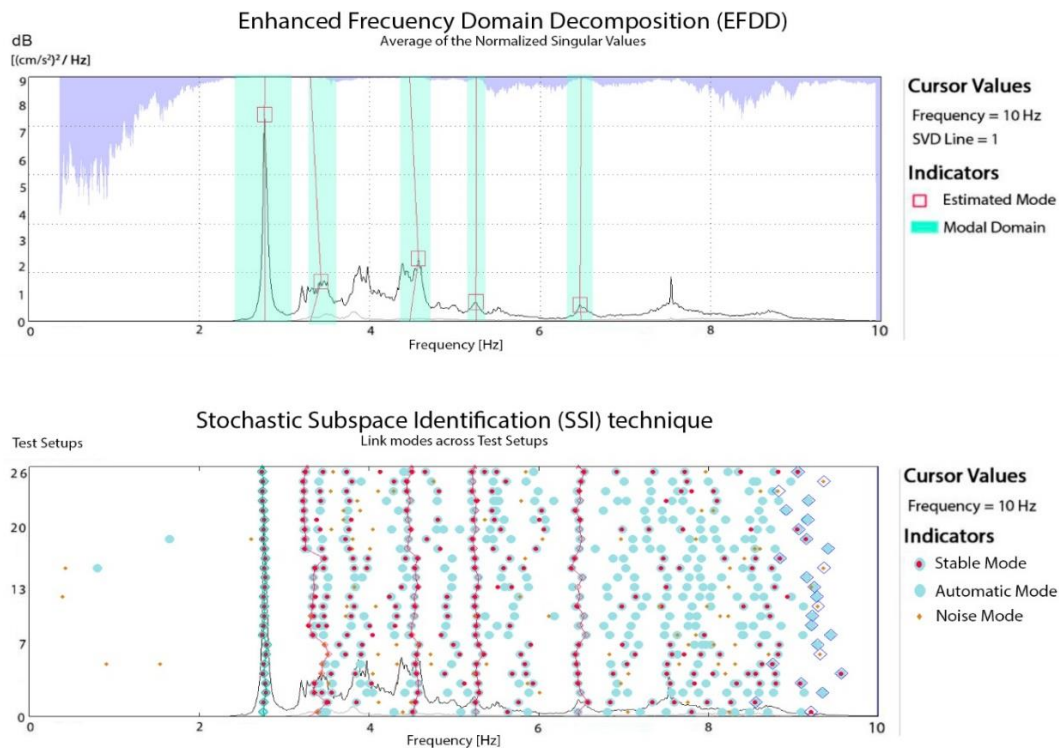 Enhanced Frecuency Domain Decomposition (EFDD)
Average of the Normalized Singular Values
dB
[(cm/s²)² / Hz]
9
8
7
6
5
4
3
2
1
0 2 4 6 8 10
Frequency [Hz]
Cursor Values
Frequency = 10 Hz
SVD Line = 1
Indicators
Estimated Mode
Modal Domain
Stochastic Subspace Identification (SSI) technique
Link modes across Test Setups
Test Setups
26
20
13
7
0
0 2 4 6 8 10
Frequency [Hz]
Cursor Values
Frequency = 10 Hz
Indicators
Stable Mode
Automatic Mode
Noise Mode